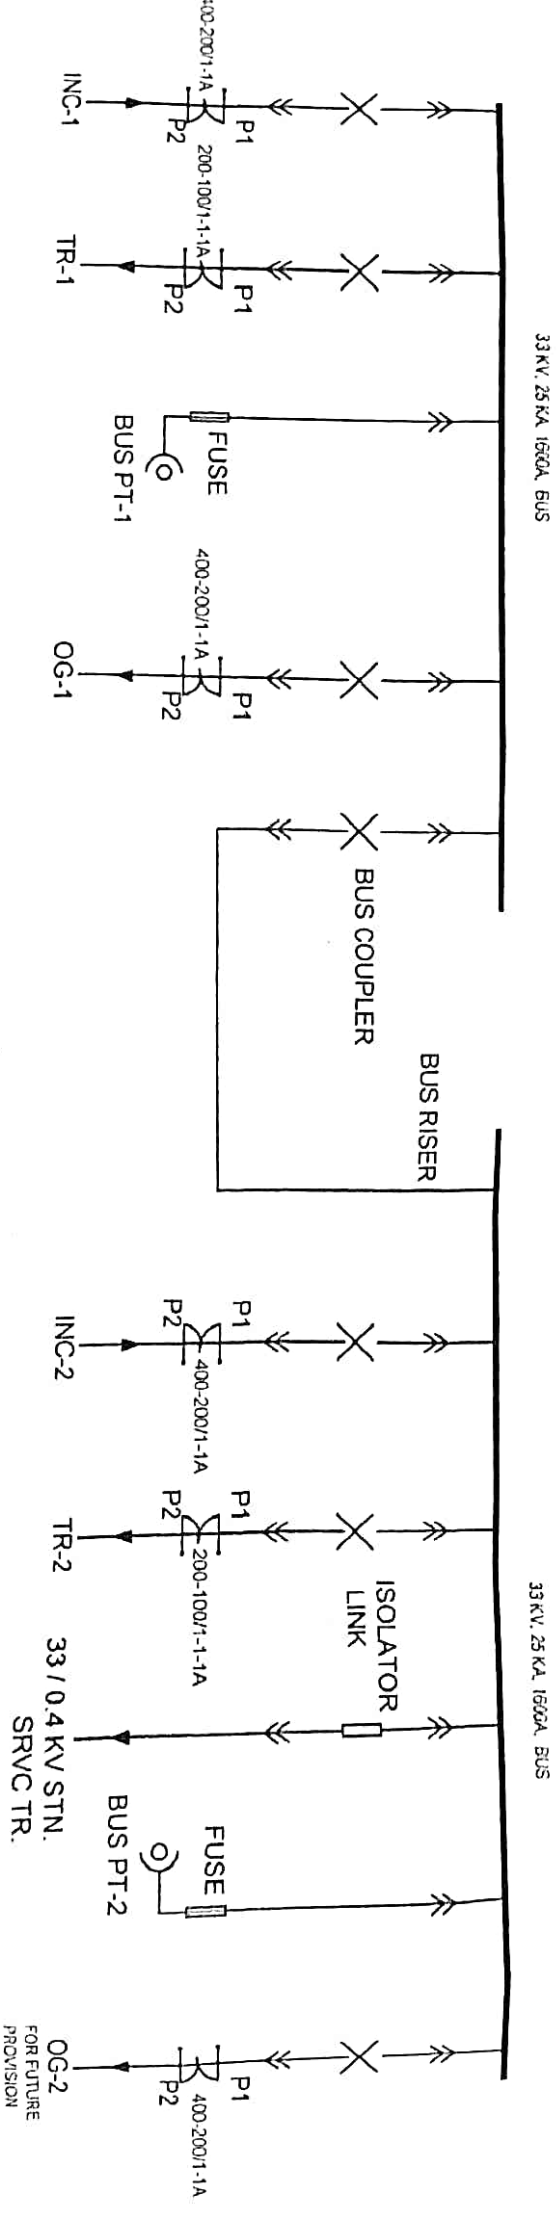 33 KV, 25 KA, 1600A, BUS
400-200/1-1A
P1
P2
INC-1
200-100/1-1-1A
P1
P2
TR-1
FUSE
BUS PT-1
400-200/1-1A
P1
P2
OG-1
BUS COUPLER
BUS RISER
33 KV, 25 KA, 1600A, BUS
P1
P2
400-200/1-1A
INC-2
P1
P2
200-100/1-1-1A
TR-2
ISOLATOR
LINK
33 / 0.4 KV STN.
SRVC TR.
FUSE
BUS PT-2
P1
P2
400-200/1-1A
OG-2
FOR FUTURE
PROVISION